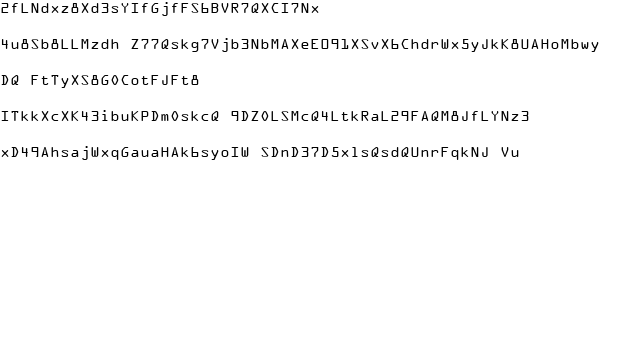 2fLNdxz8Xd3sYIfGjfFS6BVR7QXCI7Nx
4u8Sb8LLMzdh Z77Qskg7Vjb3NbMAXeE091XSvX6ChdrWx5yJkK8UAHoMbwy
DQ FtTyXS8G0CotFJFt8
ITkkXcXK43ibuKPDm0skcQ 9DZ0LSMcQ4LtkRaL29FAQM8JfLYNz3
xD49AhsajWxqGauaHAk6syoIW SDnD37D5xlsQsdQUnrFqkNJ Vu